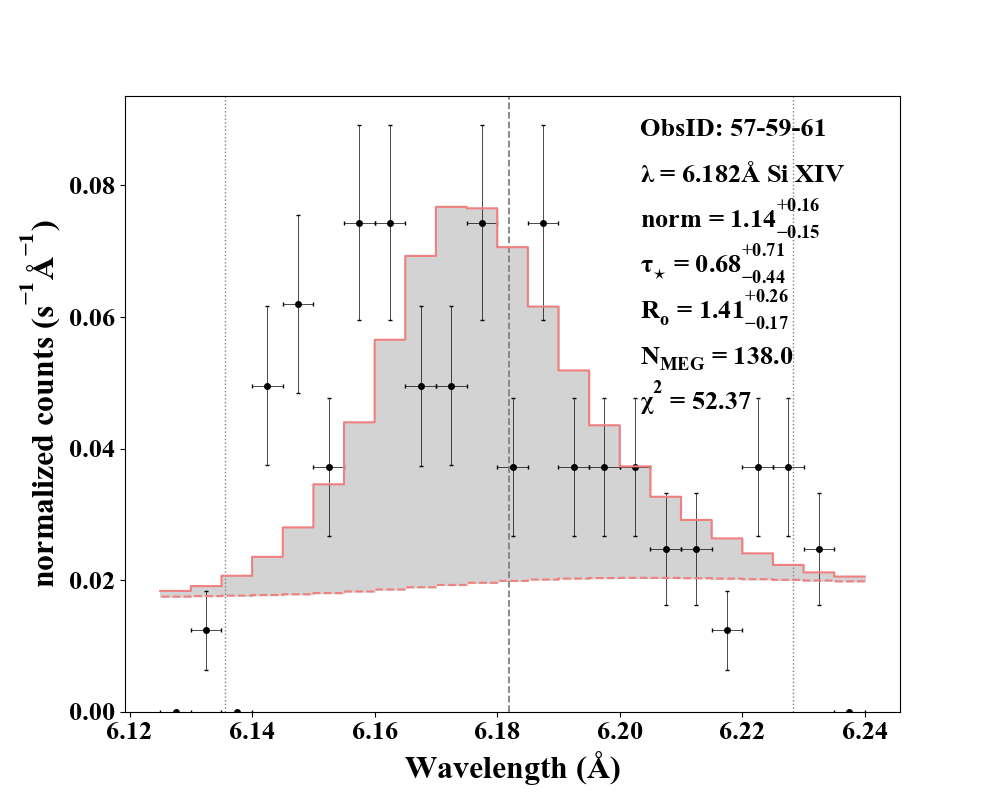 ObsID: 57-59-61
λ = 6.182Å Si XIV
norm = 1.14 +0.16 −0.15
τ⋆ = 0.68 +0.71 −0.44
Ro = 1.41 +0.26 −0.17
NMEG = 138.0
χ² = 52.37
0.08
0.06
0.04
0.02
0.00
normalized counts (s⁻¹ Å⁻¹)
6.12 6.14 6.16 6.18 6.20 6.22 6.24
Wavelength (Å)